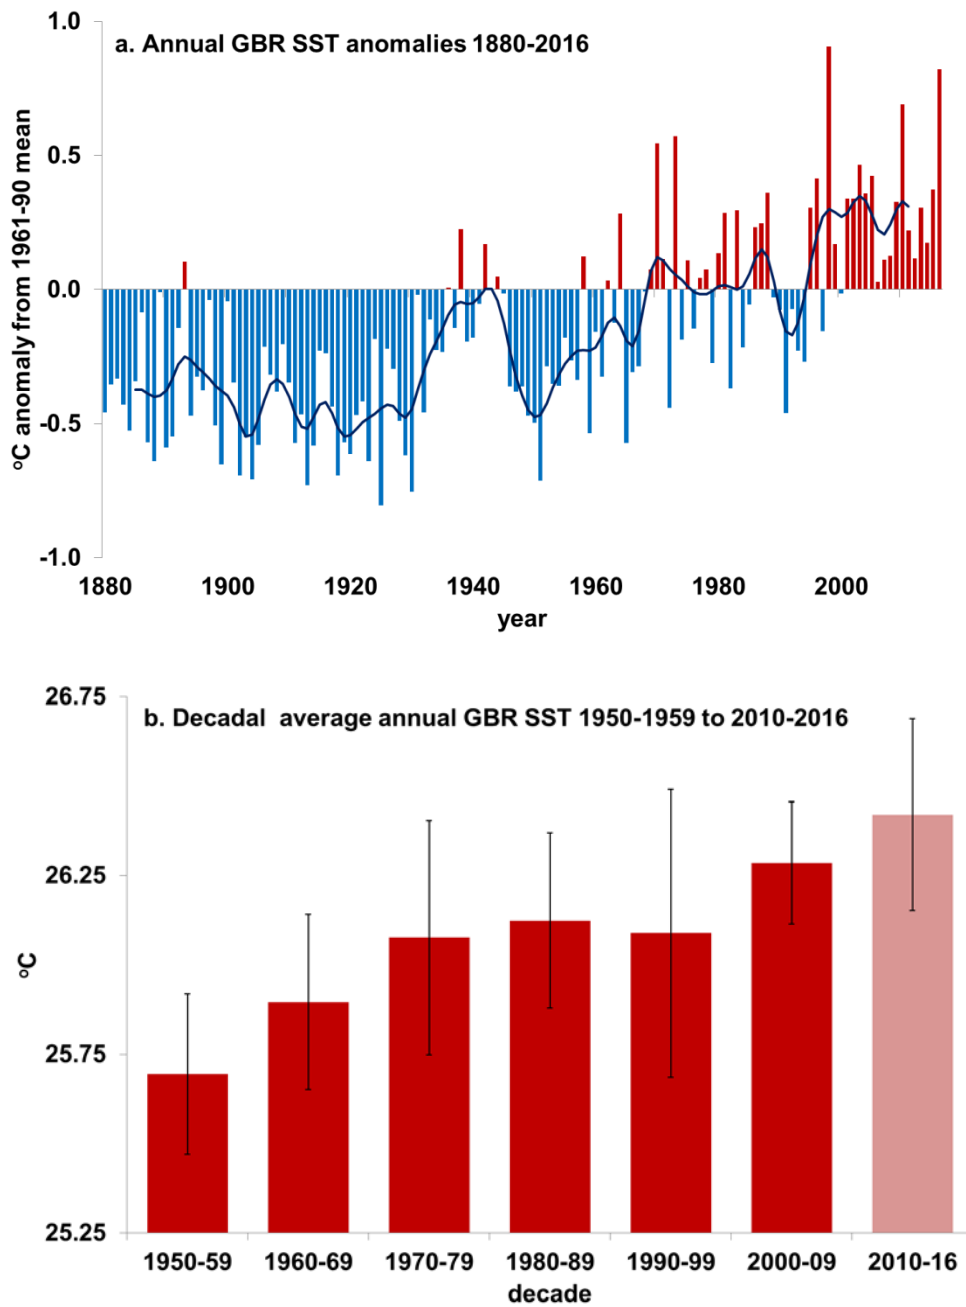 a. Annual GBR SST anomalies 1880-2016
1.0
0.5
0.0
-0.5
-1.0
ºC anomaly from 1961-90 mean
1880 1900 1920 1940 1960 1980 2000
year
b. Decadal  average annual GBR SST 1950-1959 to 2010-2016
26.75
26.25
25.75
25.25
ºC
1950-59 1960-69 1970-79 1980-89 1990-99 2000-09 2010-16
decade